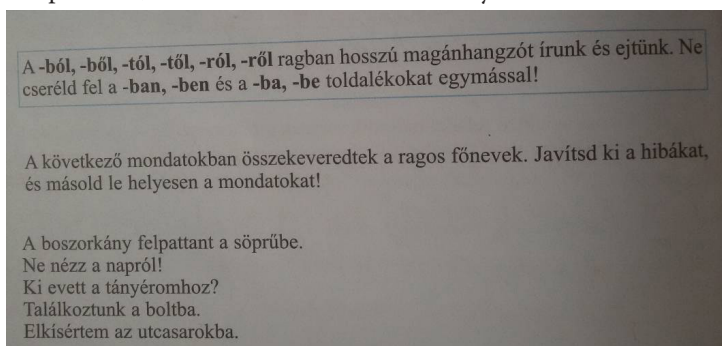 A -ból, -ből, -tól, -től, -ról, -ről ragban hosszú magánhangzót írunk és ejtünk. Ne
cseréld fel a -ban, -ben és a -ba, -be toldalékokat egymással!
A következő mondatokban összekeveredtek a ragos főnevek. Javítsd ki a hibákat,
és másold le helyesen a mondatokat!
A boszorkány felpattant a söprűbe.
Ne nézz a napról!
Ki evett a tányéromhoz?
Találkoztunk a boltba.
Elkísértem az utcasarokba.